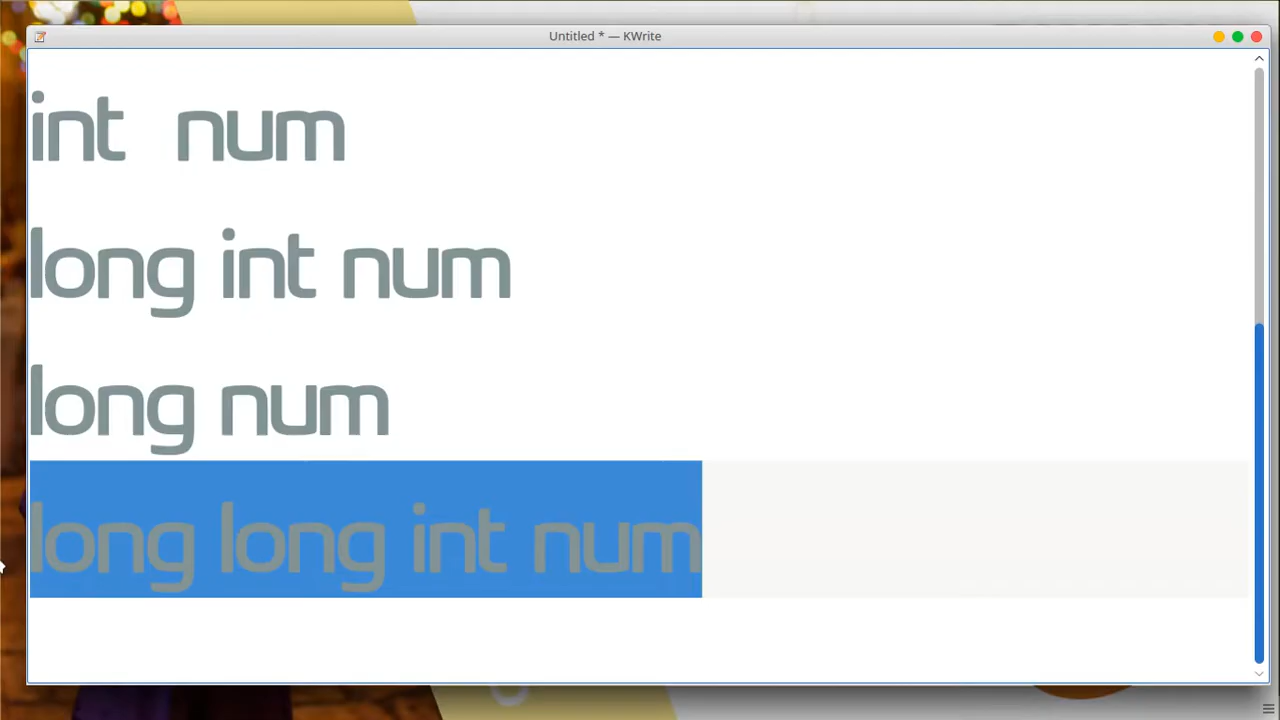 Untitled * — KWrite
int  num
long int num
long num
long long int num